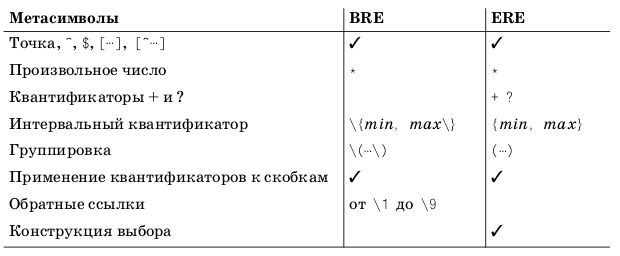 Метасимволы BRE ERE
Точка, ^, $, […], [^…] ✓ ✓
Произвольное число * *
Квантификаторы + и ? + ?
Интервальный квантификатор \{min, max\} {min, max}
Группировка \(…\) (…)
Применение квантификаторов к скобкам ✓ ✓
Обратные ссылки от \1 до \9
Конструкция выбора ✓